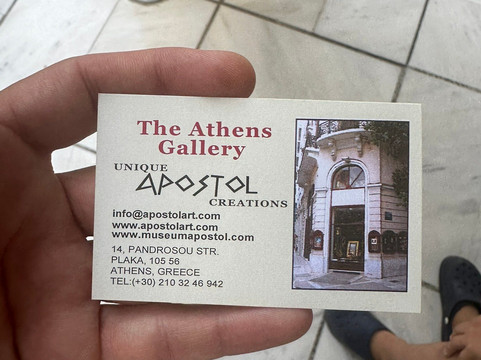 The Athens
Gallery
UNIQUE
APOSTOL
CREATIONS
info@apostolart.com
www.apostolart.com
www.museumapostol.com
14, PANDROSOU STR.
PLAKA, 105 56
ATHENS, GREECE
TEL:(+30) 210 32 46 942